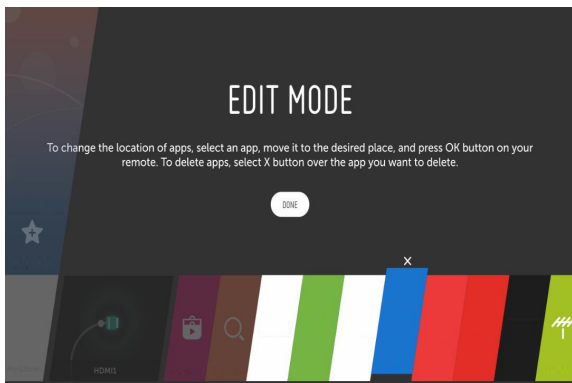 EDIT MODE
To change the location of apps, select an app, move it to the desired place, and press OK button on your
remote. To delete apps, select X button over the app you want to delete.
DONE
X
HDMI1